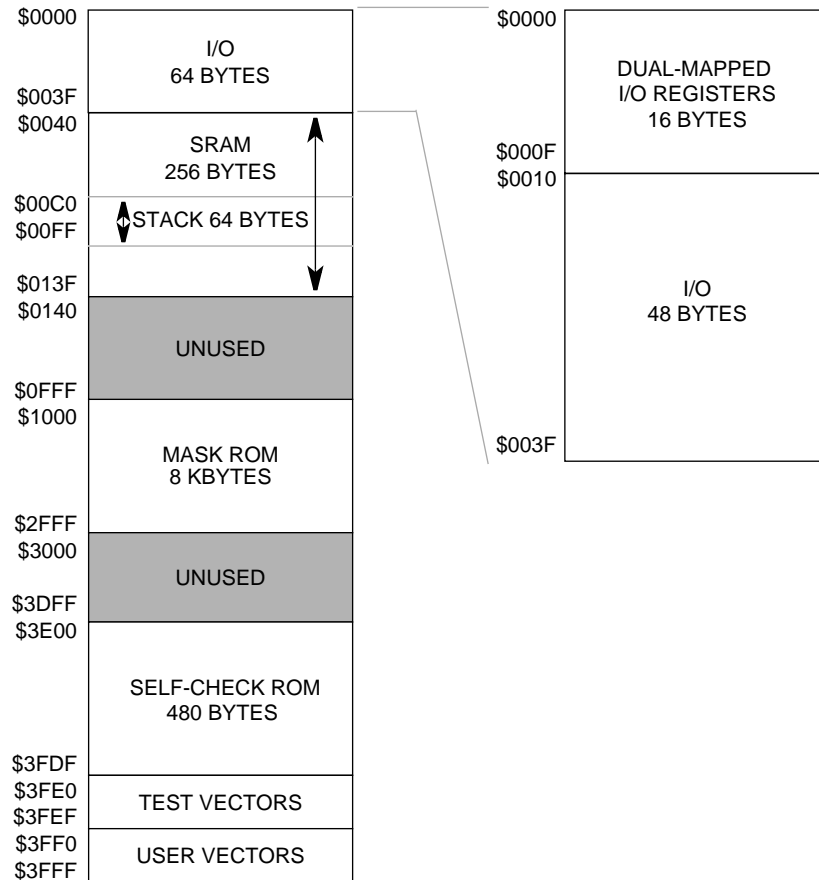 $0000
I/O
64 BYTES
$003F
$0040
SRAM
256 BYTES
$00C0
$00FF
STACK 64 BYTES
$013F
$0140
UNUSED
$0FFF
$1000
MASK ROM
8 KBYTES
$2FFF
$3000
UNUSED
$3DFF
$3E00
SELF-CHECK ROM
480 BYTES
$3FDF
$3FE0
TEST VECTORS
$3FEF
$3FF0
USER VECTORS
$3FFF
$0000
DUAL-MAPPED
I/O REGISTERS
16 BYTES
$000F
$0010
I/O
48 BYTES
$003F